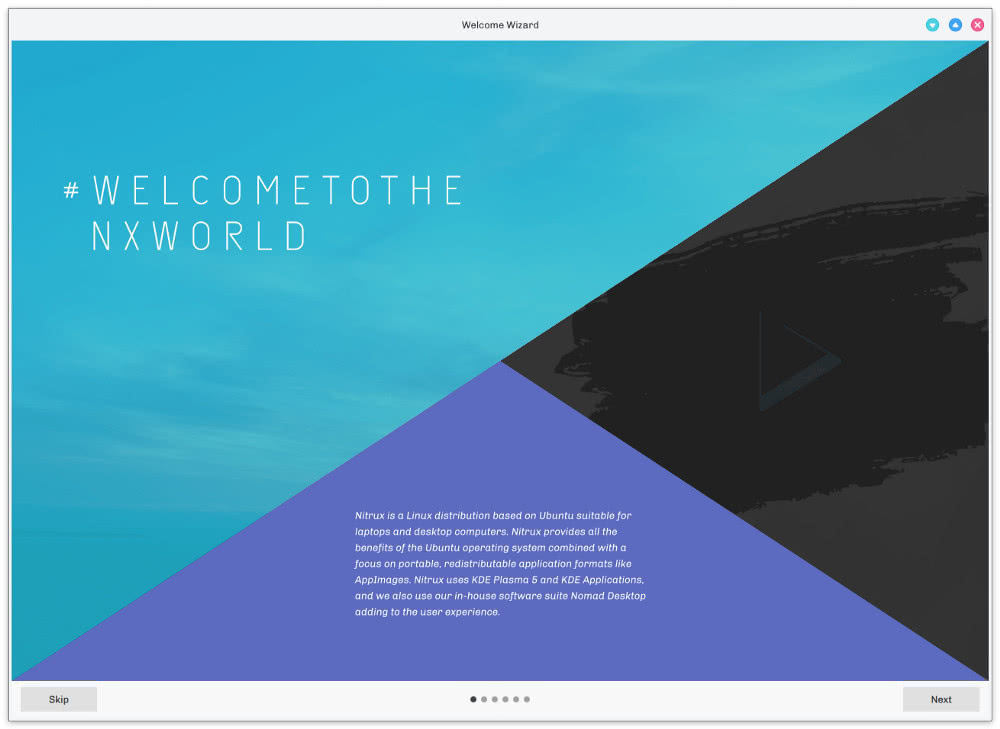 Welcome Wizard
# WELCOMETOTHE
NXWORLD
Nitrux is a Linux distribution based on Ubuntu suitable for
laptops and desktop computers. Nitrux provides all the
benefits of the Ubuntu operating system combined with a
focus on portable, redistributable application formats like
AppImages. Nitrux uses KDE Plasma 5 and KDE Applications,
and we also use our in-house software suite Nomad Desktop
adding to the user experience.
Skip
Next